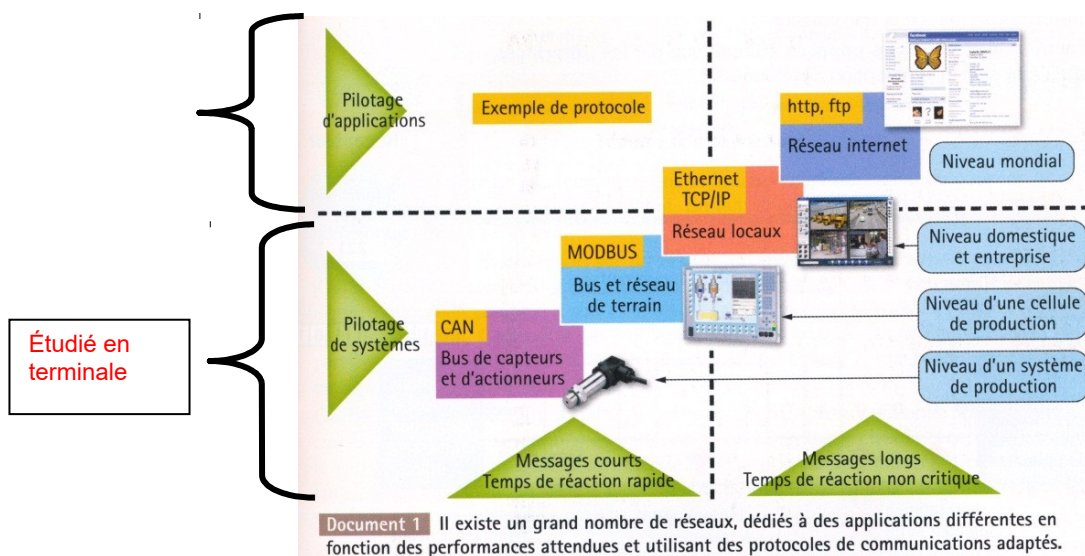 facebook
Pilotage
d'applications
Exemple de protocole
http, ftp
Réseau internet
Niveau mondial
Ethernet
TCP/IP
Réseau locaux
Niveau domestique
et entreprise
MODBUS
Bus et réseau
de terrain
Niveau d'une cellule
de production
Étudié en
terminale
Pilotage
de systèmes
CAN
Bus de capteurs
et d'actionneurs
Niveau d'un système
de production
Messages courts
Temps de réaction rapide
Messages longs
Temps de réaction non critique
Document 1 Il existe un grand nombre de réseaux, dédiés à des applications différentes en
fonction des performances attendues et utilisant des protocoles de communications adaptés.